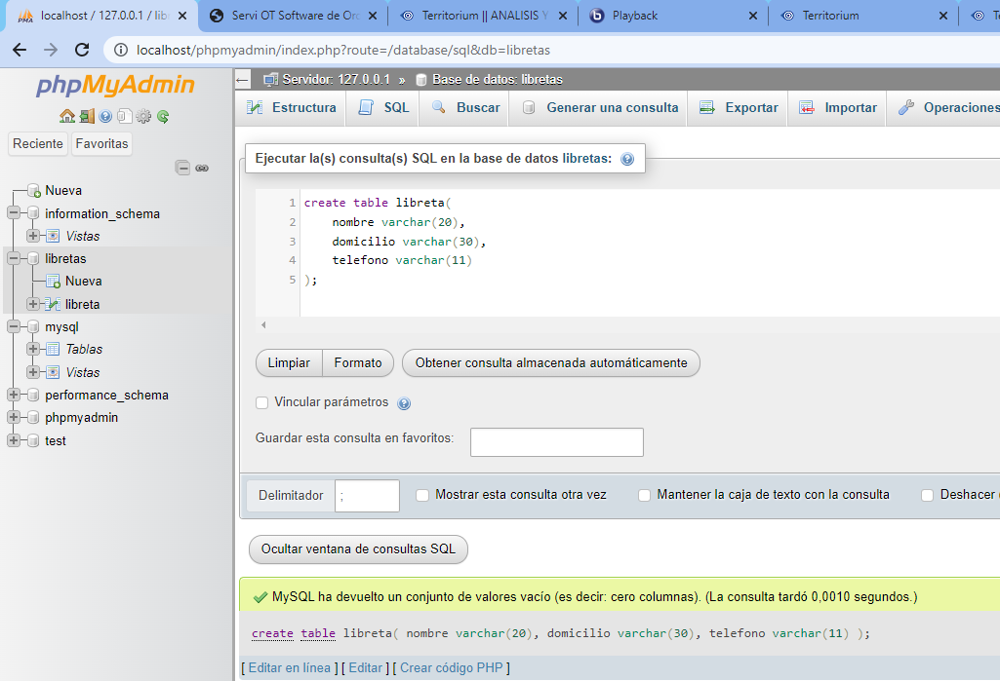 localhost / 127.0.0.1 / lib
Servi OT Software de Ord
Territorium || ANALISIS Y
Playback
Territorium
localhost/phpmyadmin/index.php?route=/database/sql&db=libretas
phpMyAdmin
Reciente
Favoritas
Nueva
information_schema
Vistas
libretas
Nueva
libreta
mysql
Tablas
Vistas
performance_schema
phpmyadmin
test
Servidor: 127.0.0.1 » Base de datos: libretas
Estructura
SQL
Buscar
Generar una consulta
Exportar
Importar
Operaciones
Ejecutar la(s) consulta(s) SQL en la base de datos libretas:
1 create table libreta(
2 nombre varchar(20),
3 domicilio varchar(30),
4 telefono varchar(11)
5 );
Limpiar
Formato
Obtener consulta almacenada automáticamente
Vincular parámetros
Guardar esta consulta en favoritos:
Delimitador ;
Mostrar esta consulta otra vez
Mantener la caja de texto con la consulta
Deshacer
Ocultar ventana de consultas SQL
MySQL ha devuelto un conjunto de valores vacío (es decir: cero columnas). (La consulta tardó 0,0010 segundos.)
create table libreta( nombre varchar(20), domicilio varchar(30), telefono varchar(11) );
[ Editar en línea ] [ Editar ] [ Crear código PHP ]